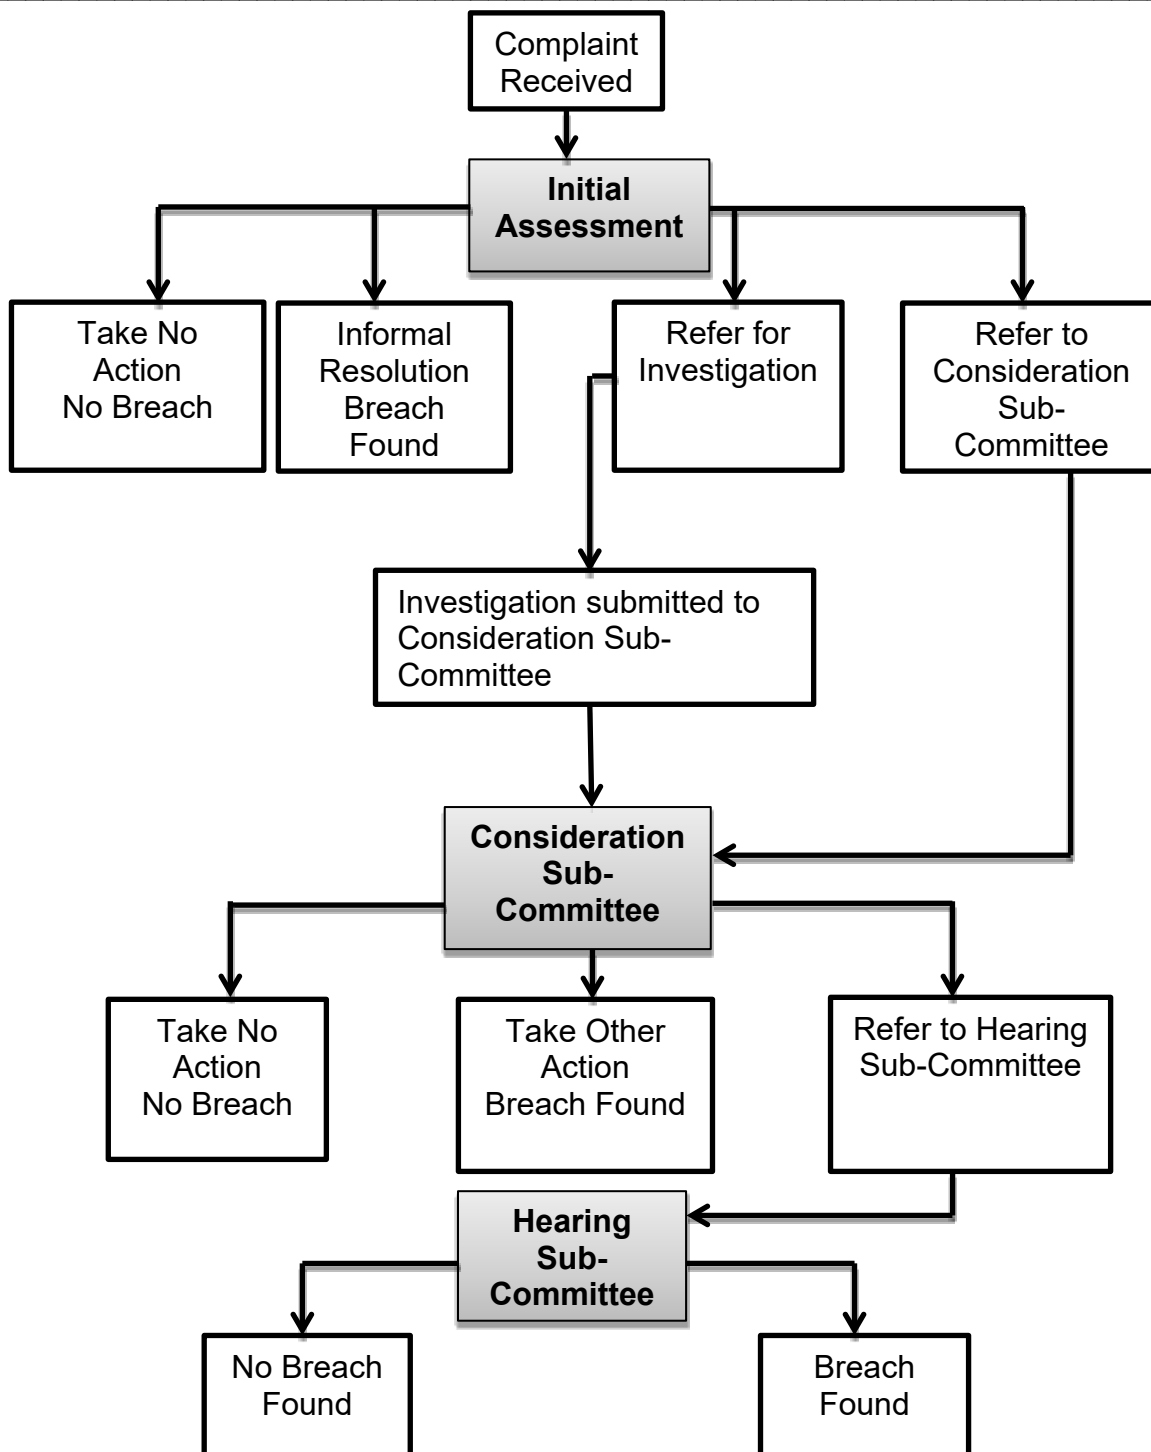 Complaint
Received
Initial
Assessment
Take No
Action
No Breach
Informal
Resolution
Breach
Found
Refer for
Investigation
Refer to
Consideration
Sub-
Committee
Investigation submitted to
Consideration Sub-
Committee
Consideration
Sub-
Committee
Take No
Action
No Breach
Take Other
Action
Breach Found
Refer to Hearing
Sub-Committee
Hearing
Sub-
Committee
No Breach
Found
Breach
Found